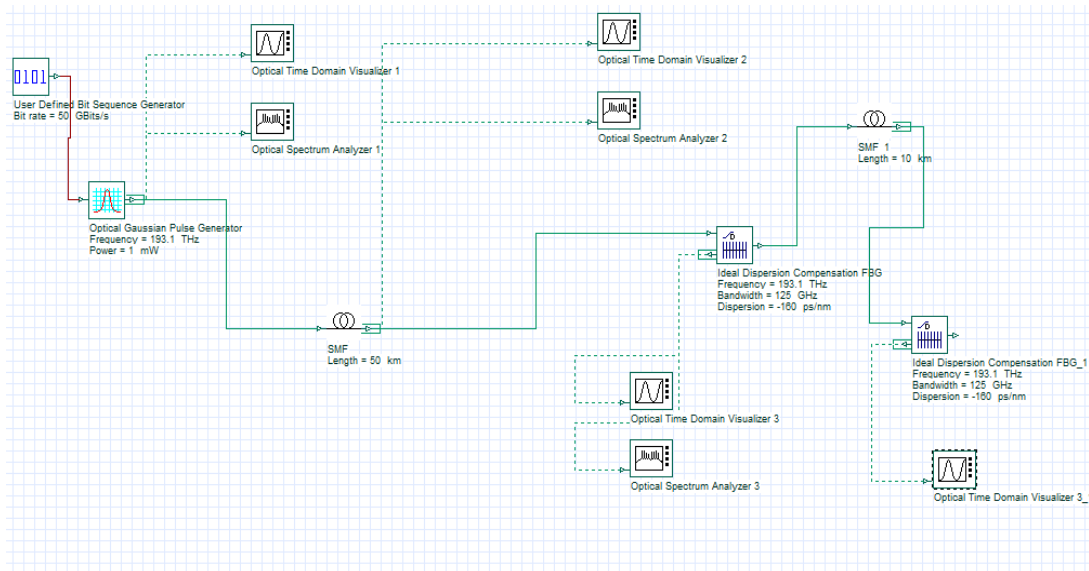 Optical Time Domain Visualizer 1
Optical Time Domain Visualizer 2
0101
User Defined Bit Sequence Generator
Bit rate = 50 GBits/s
Optical Spectrum Analyzer 1
Optical Spectrum Analyzer 2
SMF 1
Length = 10 km
Optical Gaussian Pulse Generator
Frequency = 193.1 THz
Power = 1 mW
Ideal Dispersion Compensation FBG
Frequency = 193.1 THz
Bandwidth = 125 GHz
Dispersion = -160 ps/nm
SMF
Length = 50 km
Ideal Dispersion Compensation FBG_1
Frequency = 193.1 THz
Bandwidth = 125 GHz
Dispersion = -160 ps/nm
Optical Time Domain Visualizer 3
Optical Spectrum Analyzer 3
Optical Time Domain Visualizer 3_